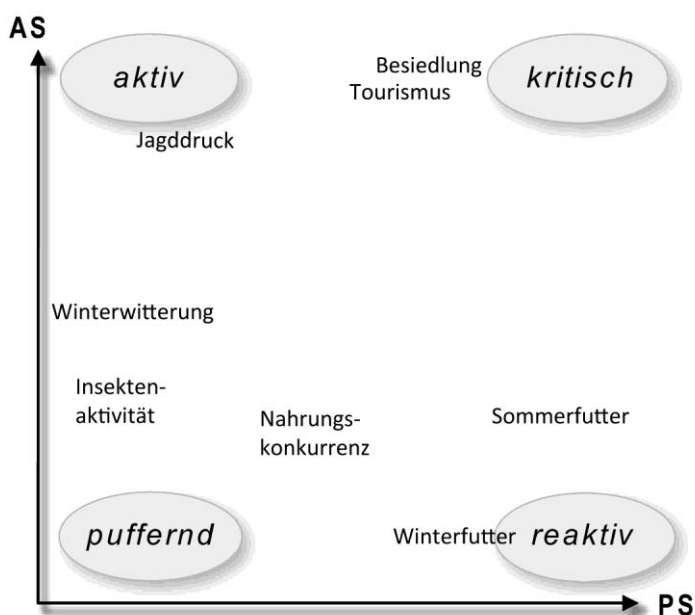 AS
aktiv
Besiedlung
Tourismus
kritisch
Jagddruck
Winterwitterung
Insekten-
aktivität
Nahrungs-
konkurrenz
Sommerfutter
puffernd
Winterfutter
reaktiv
PS